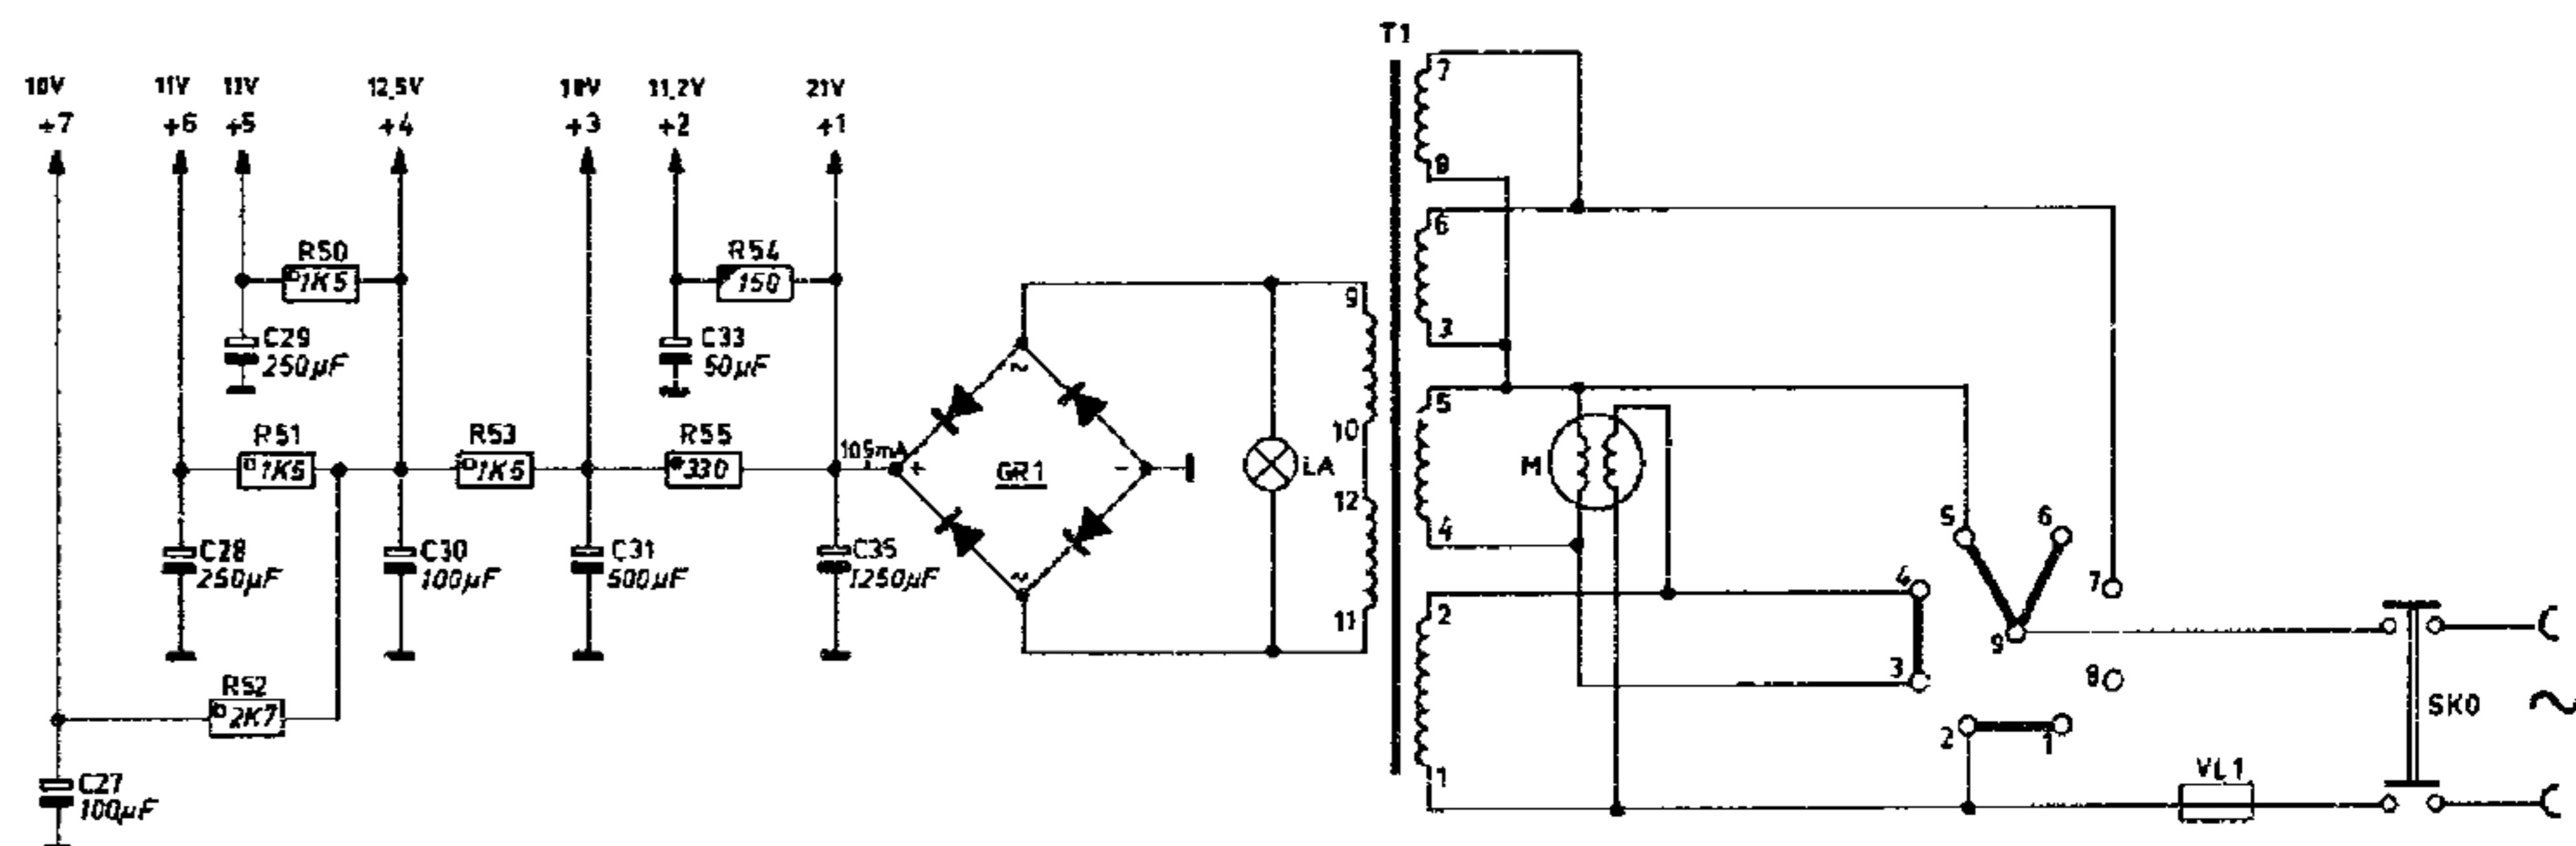 T1
10V 11V 11V 12,5V 18V 11,2V 21V
+7 +6 +5 +4 +3 +2 +1
7
8
6
3
R50
1K5
R54
150
C29
250µF
C33
50µF
9
10
12
11
5
4
2
1
R51
1K5
R53
1K5
R55
330
105mA
+
-
~
~
GR1
LA
M
C28
250µF
C30
100µF
C31
500µF
C35
1250µF
R52
2K7
C27
100µF
5 6
4 7
9
3 8
2 1
SK0
~
VL1